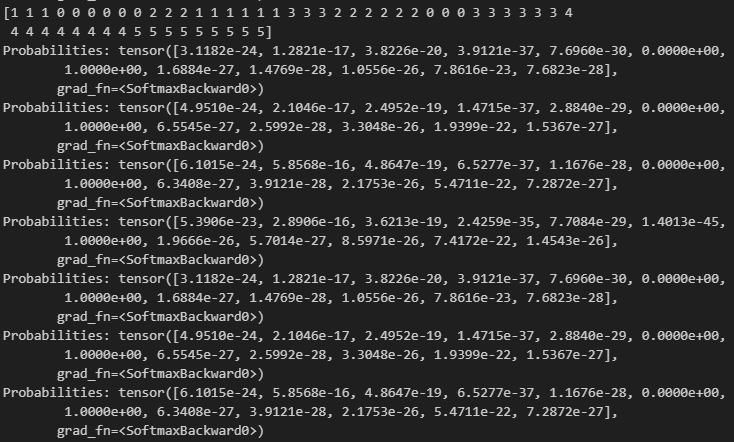 [1 1 1 0 0 0 0 0 0 2 2 2 1 1 1 1 1 1 3 3 3 2 2 2 2 2 2 0 0 0 3 3 3 3 3 3 4
4 4 4 4 4 4 4 4 5 5 5 5 5 5 5 5 5]
Probabilities: tensor([3.1182e-24, 1.2821e-17, 3.8226e-20, 3.9121e-37, 7.6960e-30, 0.0000e+00,
1.0000e+00, 1.6884e-27, 1.4769e-28, 1.0556e-26, 7.8616e-23, 7.6823e-28],
grad_fn=<SoftmaxBackward0>)
Probabilities: tensor([4.9510e-24, 2.1046e-17, 2.4952e-19, 1.4715e-37, 2.8840e-29, 0.0000e+00,
1.0000e+00, 6.5545e-27, 2.5992e-28, 3.3048e-26, 1.9399e-22, 1.5367e-27],
grad_fn=<SoftmaxBackward0>)
Probabilities: tensor([6.1015e-24, 5.8568e-16, 4.8647e-19, 6.5277e-37, 1.1676e-28, 0.0000e+00,
1.0000e+00, 6.3408e-27, 3.9121e-28, 2.1753e-26, 5.4711e-22, 7.2872e-27],
grad_fn=<SoftmaxBackward0>)
Probabilities: tensor([5.3906e-23, 2.8906e-16, 3.6213e-19, 2.4259e-35, 7.7084e-29, 1.4013e-45,
1.0000e+00, 1.9666e-26, 5.7014e-27, 8.5971e-26, 7.4172e-22, 1.4543e-26],
grad_fn=<SoftmaxBackward0>)
Probabilities: tensor([3.1182e-24, 1.2821e-17, 3.8226e-20, 3.9121e-37, 7.6960e-30, 0.0000e+00,
1.0000e+00, 1.6884e-27, 1.4769e-28, 1.0556e-26, 7.8616e-23, 7.6823e-28],
grad_fn=<SoftmaxBackward0>)
Probabilities: tensor([4.9510e-24, 2.1046e-17, 2.4952e-19, 1.4715e-37, 2.8840e-29, 0.0000e+00,
1.0000e+00, 6.5545e-27, 2.5992e-28, 3.3048e-26, 1.9399e-22, 1.5367e-27],
grad_fn=<SoftmaxBackward0>)
Probabilities: tensor([6.1015e-24, 5.8568e-16, 4.8647e-19, 6.5277e-37, 1.1676e-28, 0.0000e+00,
1.0000e+00, 6.3408e-27, 3.9121e-28, 2.1753e-26, 5.4711e-22, 7.2872e-27],
grad_fn=<SoftmaxBackward0>)